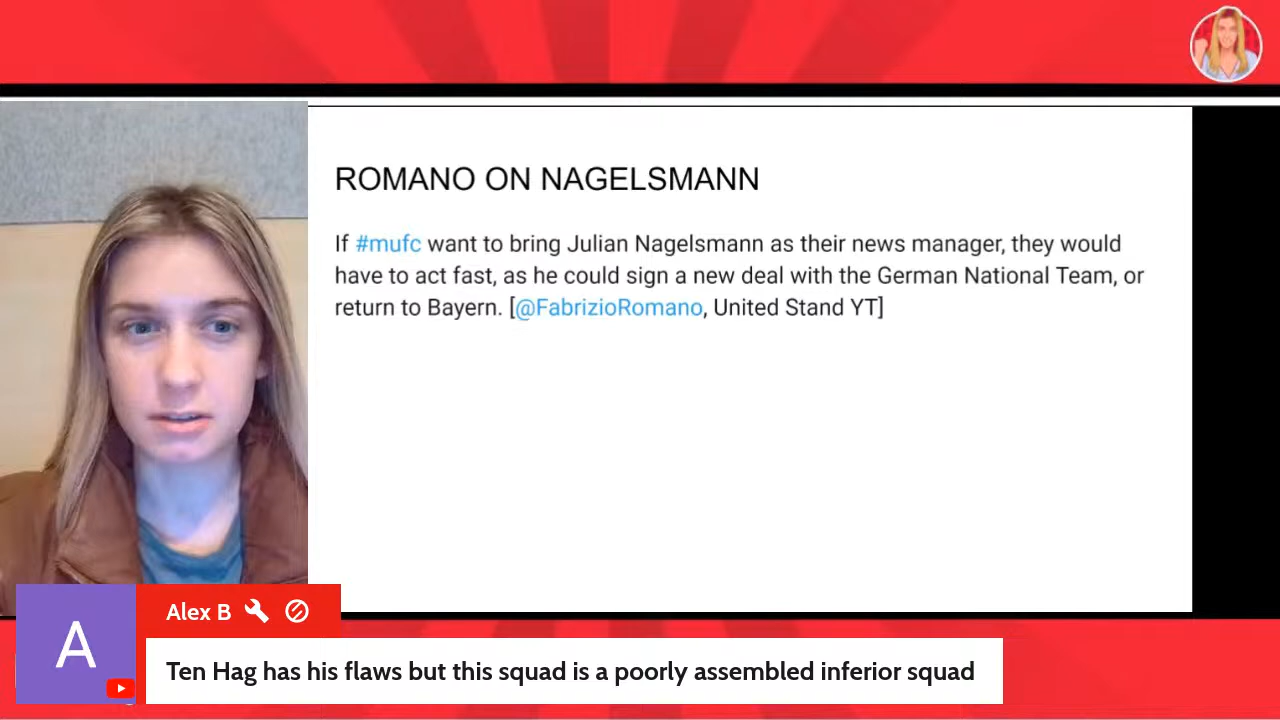 ROMANO ON NAGELSMANN
If #mufc want to bring Julian Nagelsmann as their news manager, they would
have to act fast, as he could sign a new deal with the German National Team, or
return to Bayern. [@FabrizioRomano, United Stand YT]
A
Alex B
Ten Hag has his flaws but this squad is a poorly assembled inferior squad